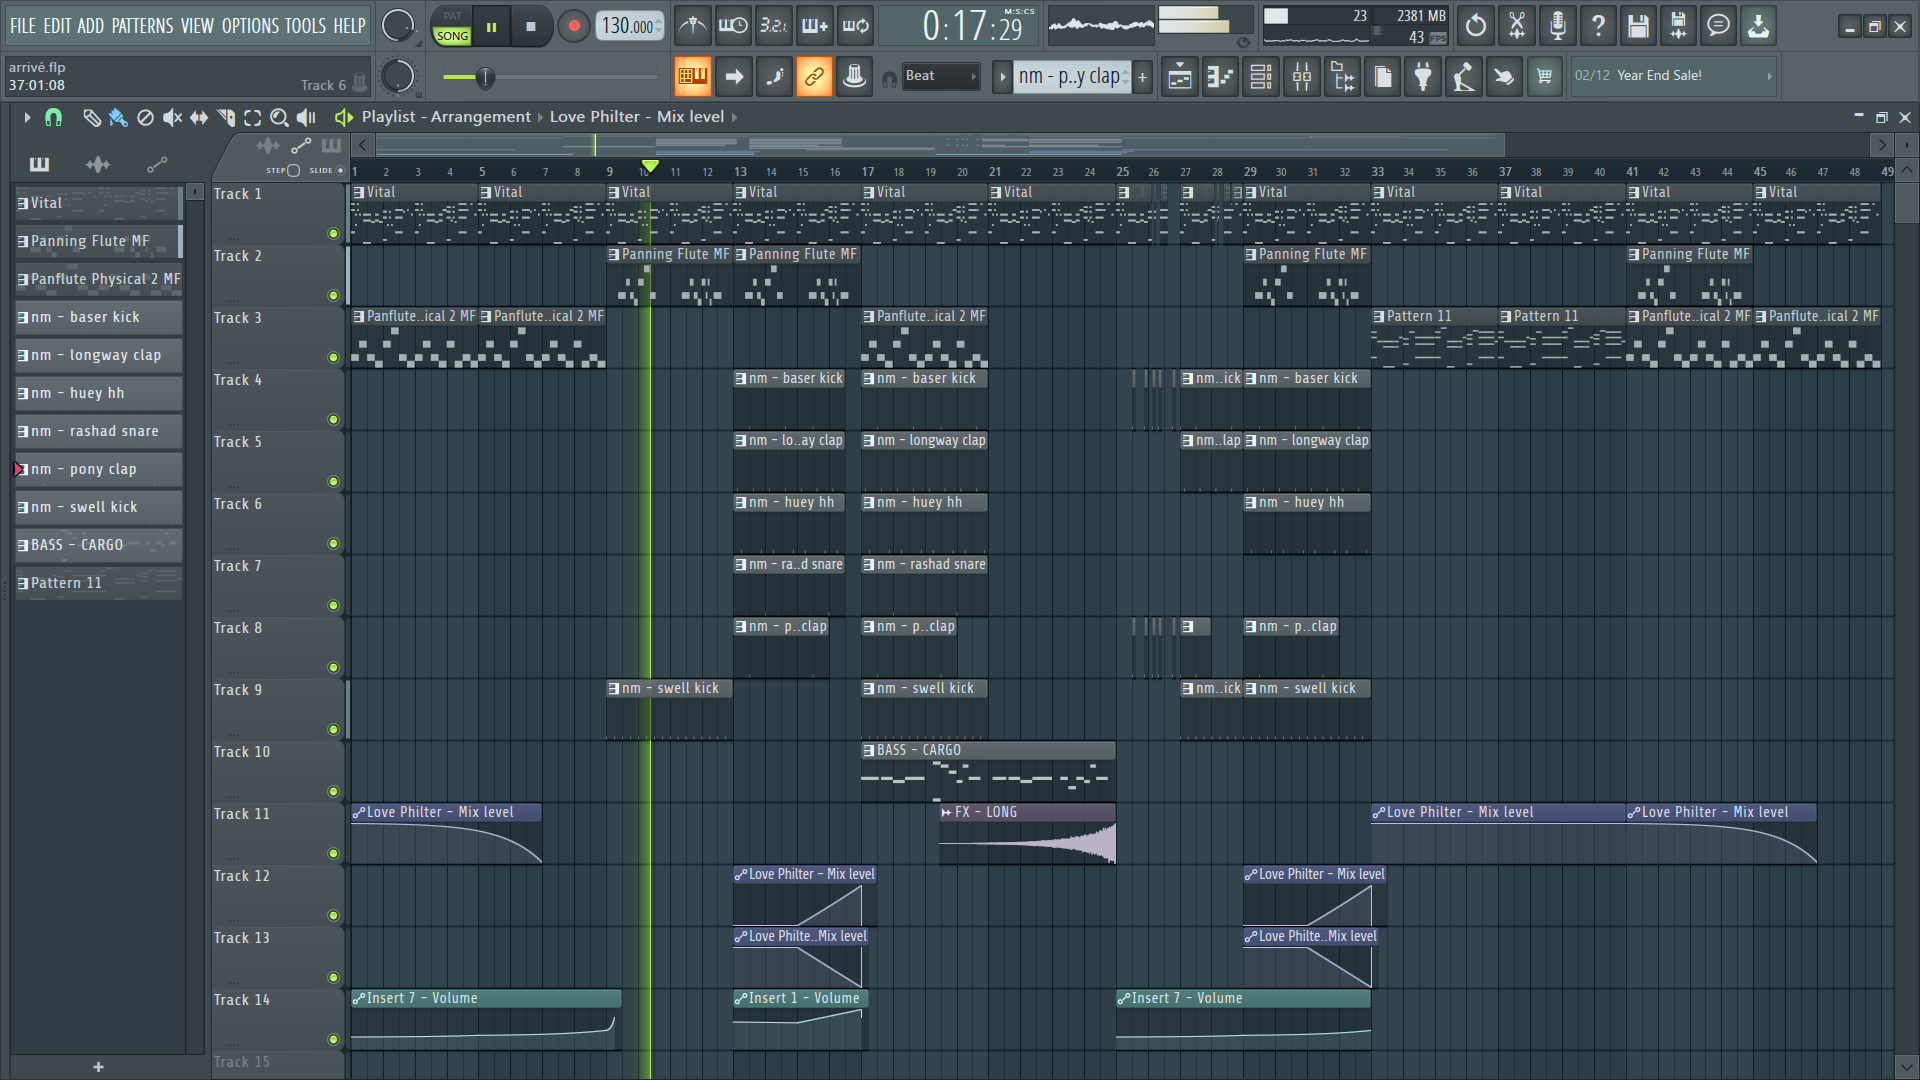 FILE EDIT ADD PATTERNS VIEW OPTIONS TOOLS HELP
PAT
SONG
130.000
3.2.1
0:17:29
M:S:CS
23
2381 MB
43 FPS
arrivé.flp
37:01:08
Track 6
Beat
nm - p..y clap
+
02/12 Year End Sale!
Playlist - Arrangement › Love Philter - Mix level ›
STEP SLIDE
1 2 3 4 5 6 7 8 9 10 11 12 13 14 15 16 17 18 19 20 21 22 23 24 25 26 27 28 29 30 31 32 33 34 35 36 37 38 39 40 41 42 43 44 45 46 47 48 49
Vital
Panning Flute MF
Panflute Physical 2 MF
nm - baser kick
nm - longway clap
nm - huey hh
nm - rashad snare
nm - pony clap
nm - swell kick
BASS - CARGO
Pattern 11
+
Track 1
Vital Vital Vital Vital Vital Vital Vital Vital Vital Vital Vital
Track 2
Panning Flute MF Panning Flute MF Panning Flute MF Panning Flute MF
Track 3
Panflute..ical 2 MF Panflute..ical 2 MF Panflute..ical 2 MF Pattern 11 Pattern 11 Panflute..ical 2 MF Panflute..ical 2 MF
Track 4
nm - baser kick nm - baser kick nm..ick nm - baser kick
Track 5
nm - lo..ay clap nm - longway clap nm..lap nm - longway clap
Track 6
nm - huey hh nm - huey hh nm - huey hh
Track 7
nm - ra..d snare nm - rashad snare
Track 8
nm - p..clap nm - p..clap nm - p..clap
Track 9
nm - swell kick nm - swell kick nm..ick nm - swell kick
Track 10
BASS - CARGO
Track 11
Love Philter - Mix level FX - LONG Love Philter - Mix level Love Philter - Mix level
Track 12
Love Philter - Mix level Love Philter - Mix level
Track 13
Love Philte..Mix level Love Philte..Mix level
Track 14
Insert 7 - Volume Insert 1 - Volume Insert 7 - Volume
Track 15